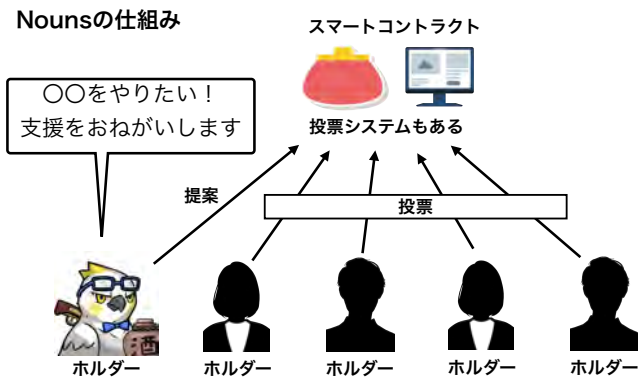 Nounsの仕組み
スマートコントラクト
〇〇をやりたい！
支援をおねがいします
投票システムもある
提案
投票
酒
ホルダー
ホルダー
ホルダー
ホルダー
ホルダー